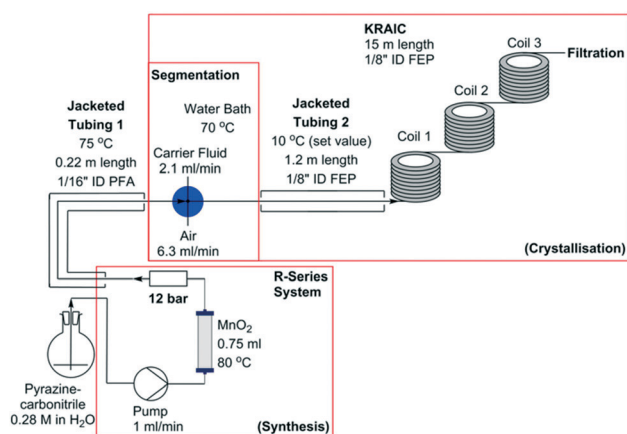 KRAIC
15 m length
1/8" ID FEP
Coil 3
Filtration
Coil 2
Coil 1
Segmentation
Water Bath
70 °C
Carrier Fluid
2.1 ml/min
Air
6.3 ml/min
Jacketed
Tubing 1
75 °C
0.22 m length
1/16" ID PFA
Jacketed
Tubing 2
10 °C (set value)
1.2 m length
1/8" ID FEP
(Crystallisation)
R-Series
System
12 bar
MnO2
0.75 ml
80 °C
Pump
1 ml/min
(Synthesis)
Pyrazine-
carbonitrile
0.28 M in H2O